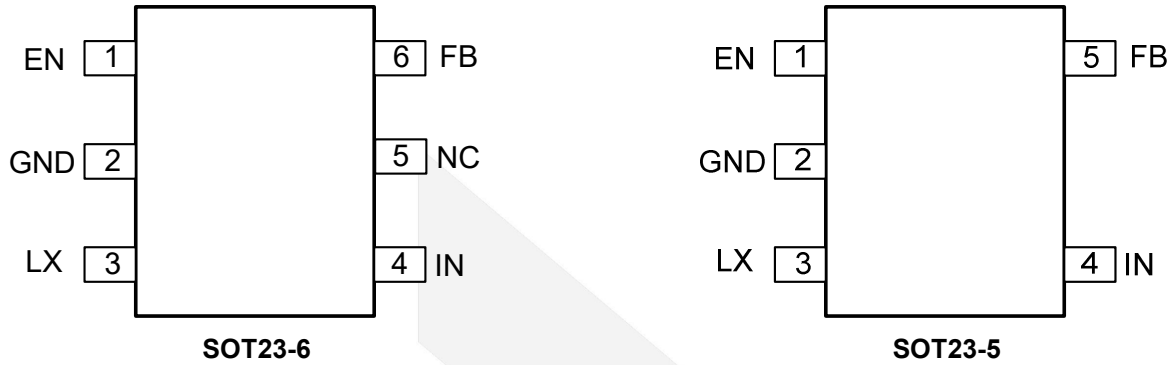 EN 1 6 FB
GND 2 5 NC
LX 3 4 IN
SOT23-6
EN 1 5 FB
GND 2
LX 3 4 IN
SOT23-5